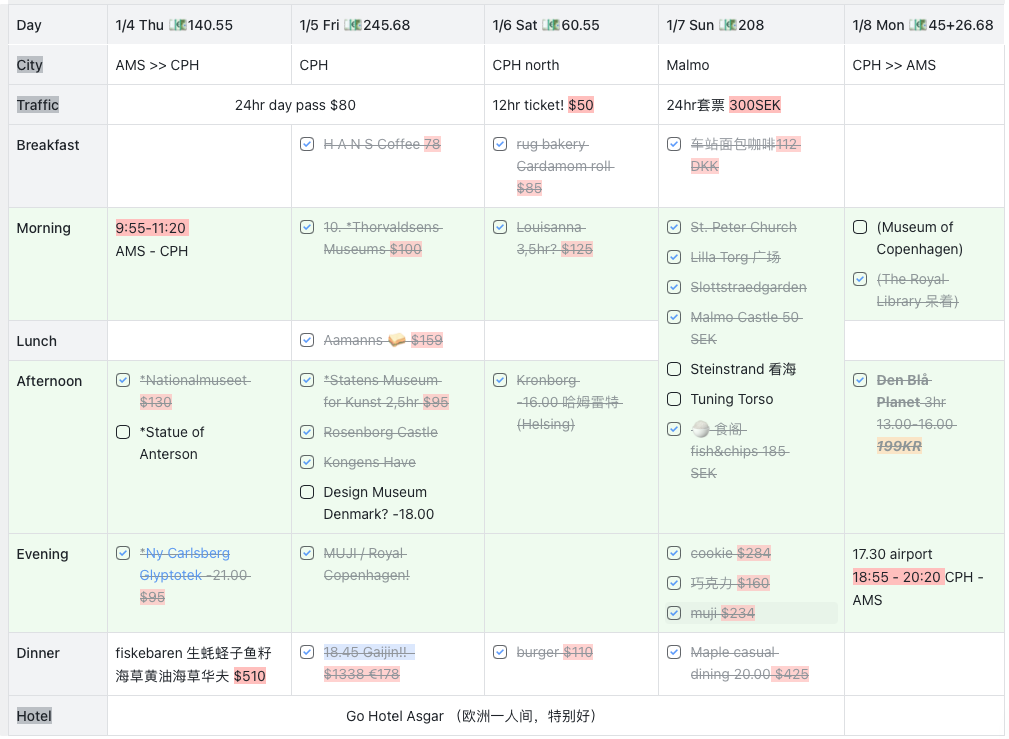 Day
1/4 Thu 💵140.55
1/5 Fri 💵245.68
1/6 Sat 💵60.55
1/7 Sun 💵208
1/8 Mon 💵45+26.68
City
AMS >> CPH
CPH
CPH north
Malmo
CPH >> AMS
Traffic
24hr day pass $80
12hr ticket! $50
24hr套票 300SEK
Breakfast
H A N S Coffee 78
rug bakery
Cardamom roll
$85
车站面包咖啡112
DKK
Morning
9:55-11:20
AMS - CPH
10. *Thorvaldsens
Museums $100
Louisanna
3,5hr? $125
St. Peter Church
Lilla Torg 广场
Slottstraedgarden
Malmo Castle 50
SEK
Steinstrand 看海
Tuning Torso
🍚 食阁
fish&chips 185
SEK
(Museum of
Copenhagen)
(The Royal
Library 呆着)
Lunch
Aamanns 🥪 $159
Afternoon
*Nationalmuseet
$130
*Statue of
Anterson
*Statens Museum
for Kunst 2,5hr $95
Rosenborg Castle
Kongens Have
Design Museum
Denmark? -18.00
Kronborg
-16.00 哈姆雷特
(Helsing)
Den Blå
Planet 3hr
13.00-16.00
199KR
Evening
*Ny Carlsberg
Glyptotek -21.00
$95
MUJI / Royal
Copenhagen!
cookie $284
巧克力 $160
muji $234
17.30 airport
18:55 - 20:20 CPH -
AMS
Dinner
fiskebaren 生蚝蛏子鱼籽
海草黄油海草华夫 $510
18.45 Gaijin!!
$1338 €178
burger $110
Maple casual
dining 20.00 $425
Hotel
Go Hotel Asgar （欧洲一人间，特别好）